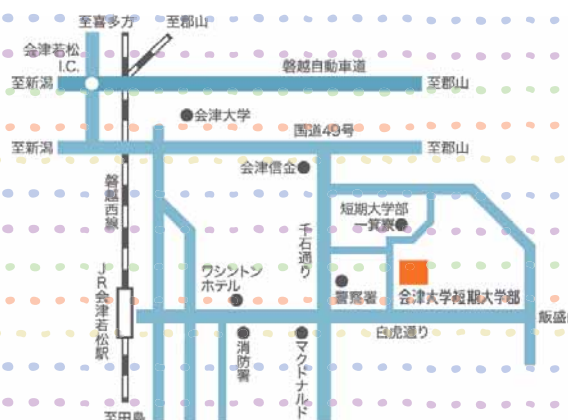 至喜多方
至郡山
会津若松
I.C.
磐越自動車道
至新潟
至郡山
会津大学
国道49号
至新潟
至郡山
会津信金
磐越西線
短期大学部
一箕寮
千石通り
ワシントン
ホテル
JR会津若松駅
警察署
会津大学短期大学部
飯盛
白虎通り
消防署
マクドナルド